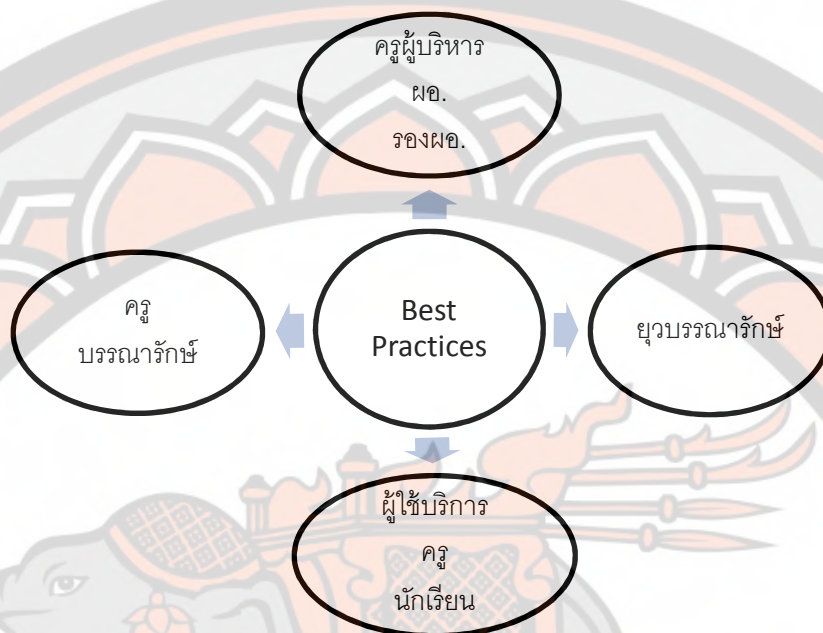 ครูผู้บริหาร
ผอ.
รองผอ.
ครู
บรรณารักษ์
Best
Practices
ยุวบรรณารักษ์
ผู้ใช้บริการ
ครู
นักเรียน